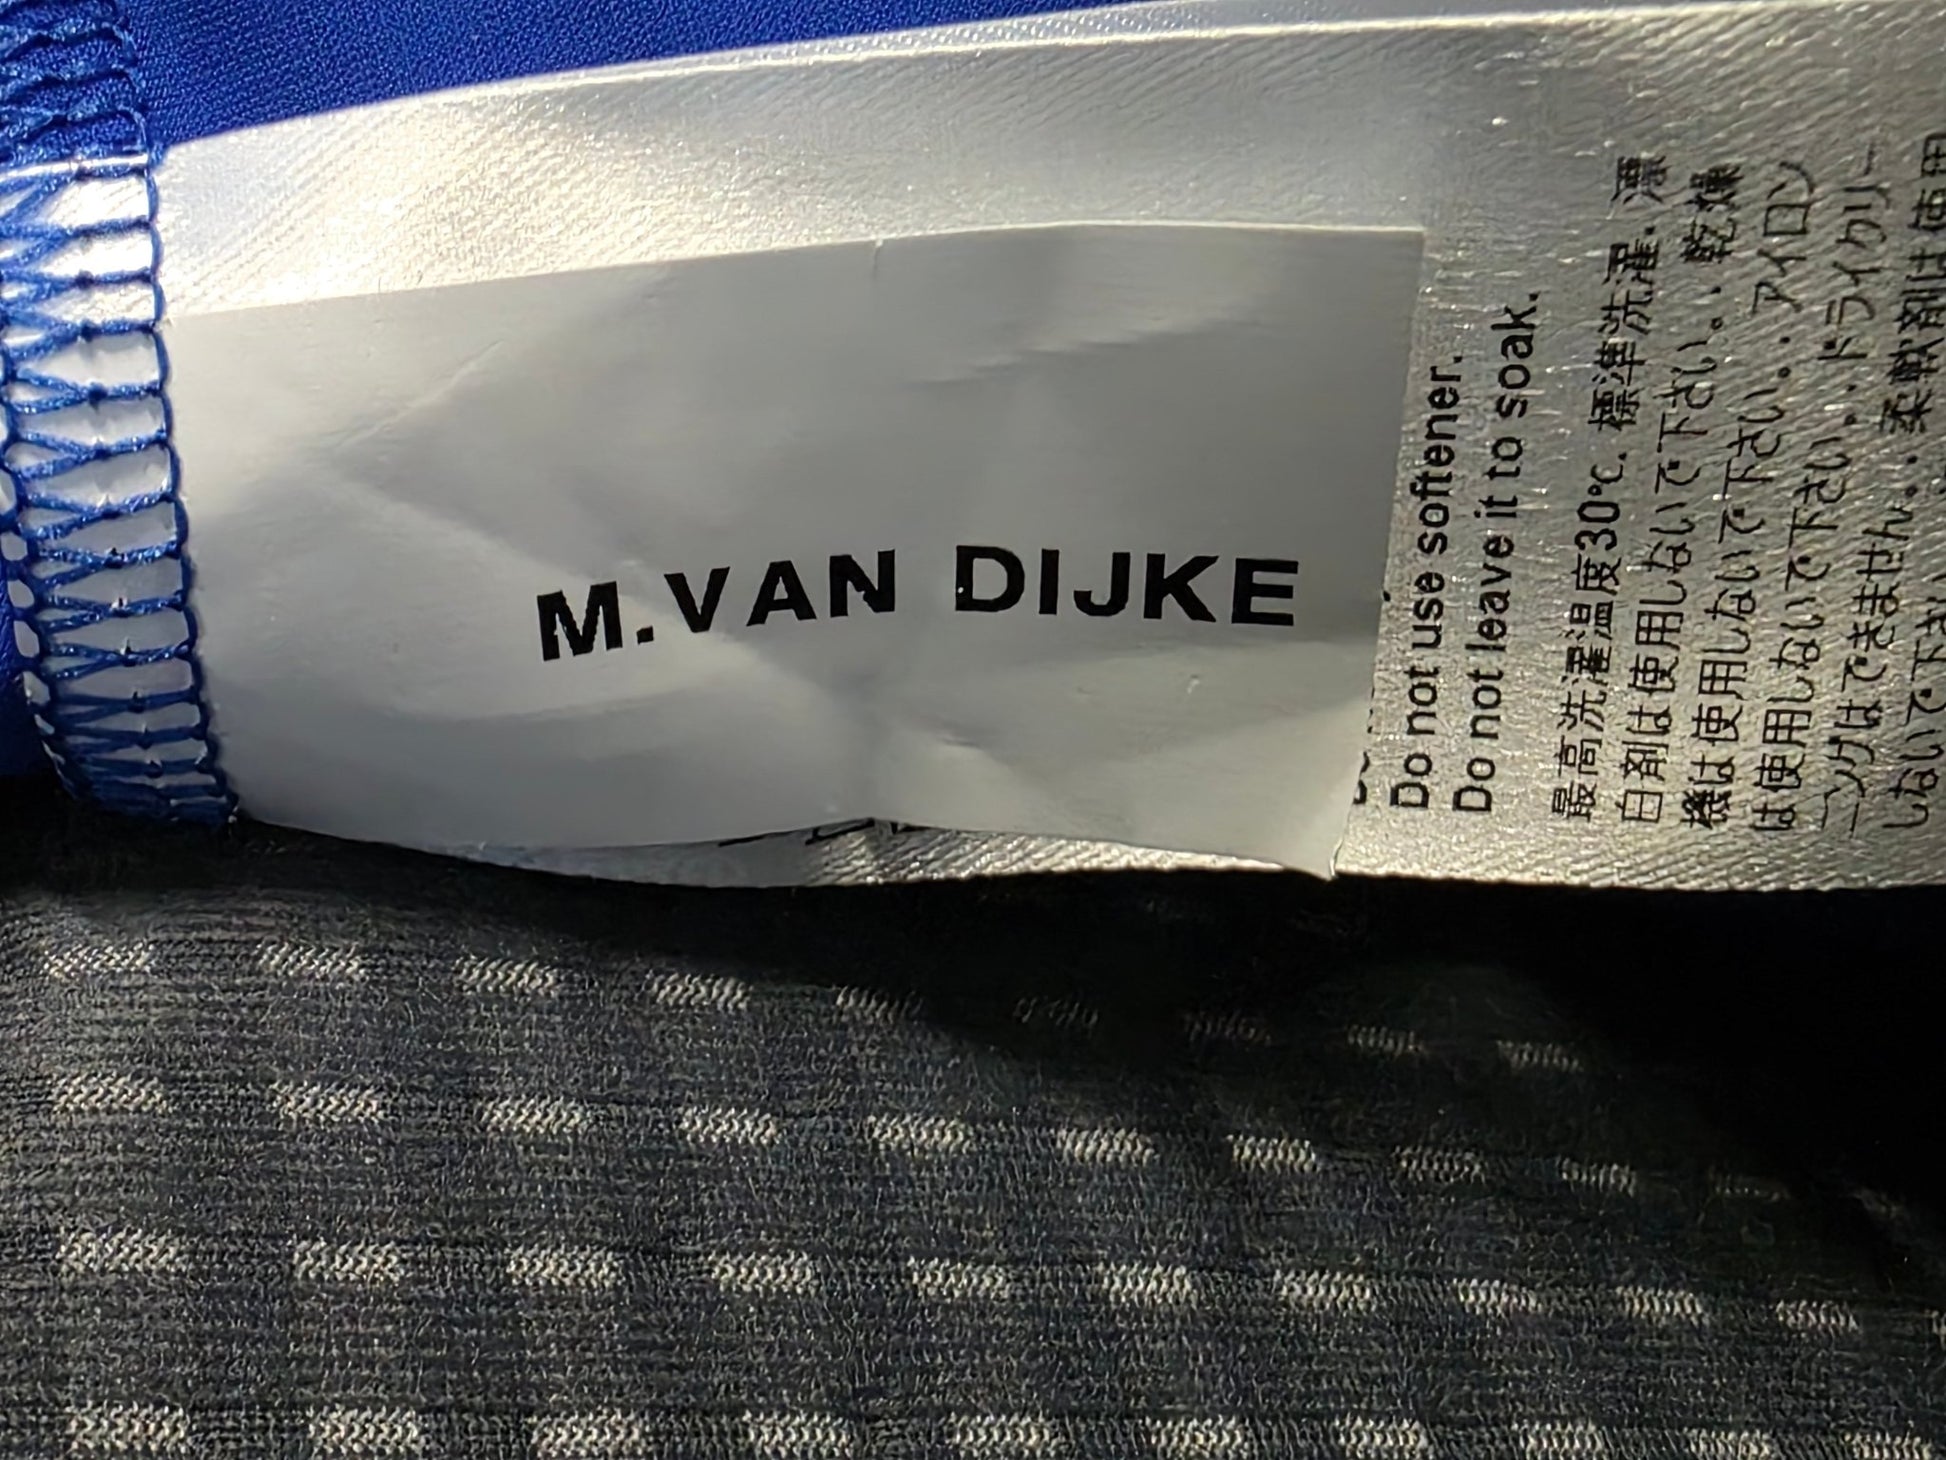 M.VAN DIJKE
Do not use softener.
Do not leave it to soak.
最高洗濯温度30℃. 標準洗濯. 漂
白剤は使用しないで下さい。. 乾燥
機は使用しないで下さい。. アイロン
は使用しないで下さい.. ドライクリー
ニングはできません.. 柔軟剤は使用
しないで下さい